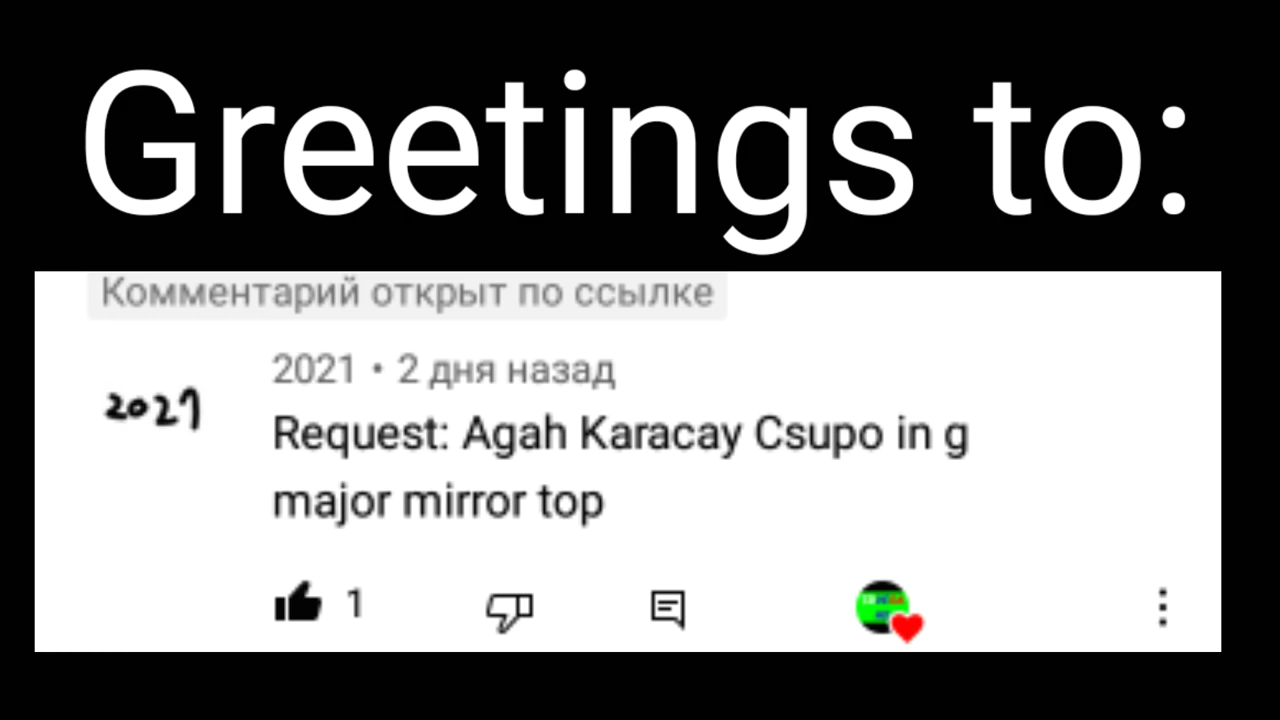 Greetings to:
Комментарий открыт по ссылке
2021 • 2 дня назад
2021
Request: Agah Karacay Csupo in g
major mirror top
1